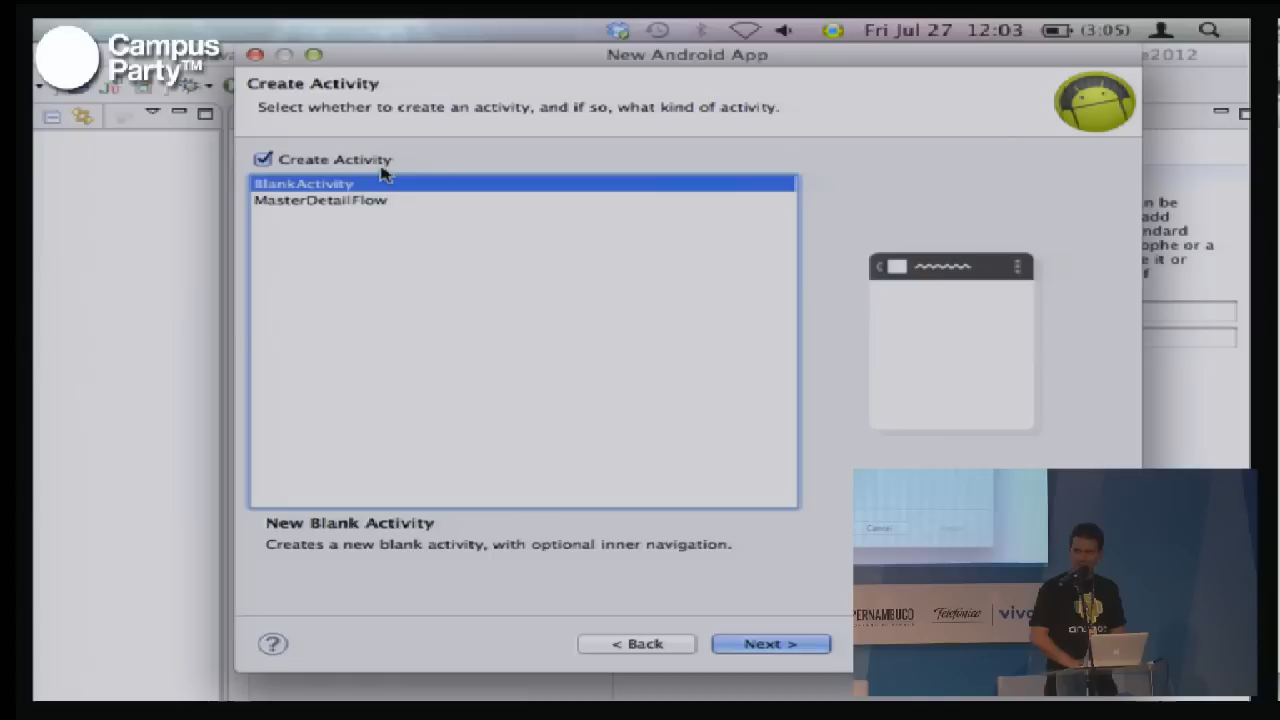 Campus
Party™
Fri Jul 27 12:03 (3:05)
New Android App
e2012
Create Activity
Select whether to create an activity, and if so, what kind of activity.
Create Activity
BlankActivity
MasterDetailFlow
n be
add
ndard
ophe or a
e it or
f
New Blank Activity
Creates a new blank activity, with optional inner navigation.
?
< Back
Next >
Cancel
PERNAMBUCO
Telefónica
vivo